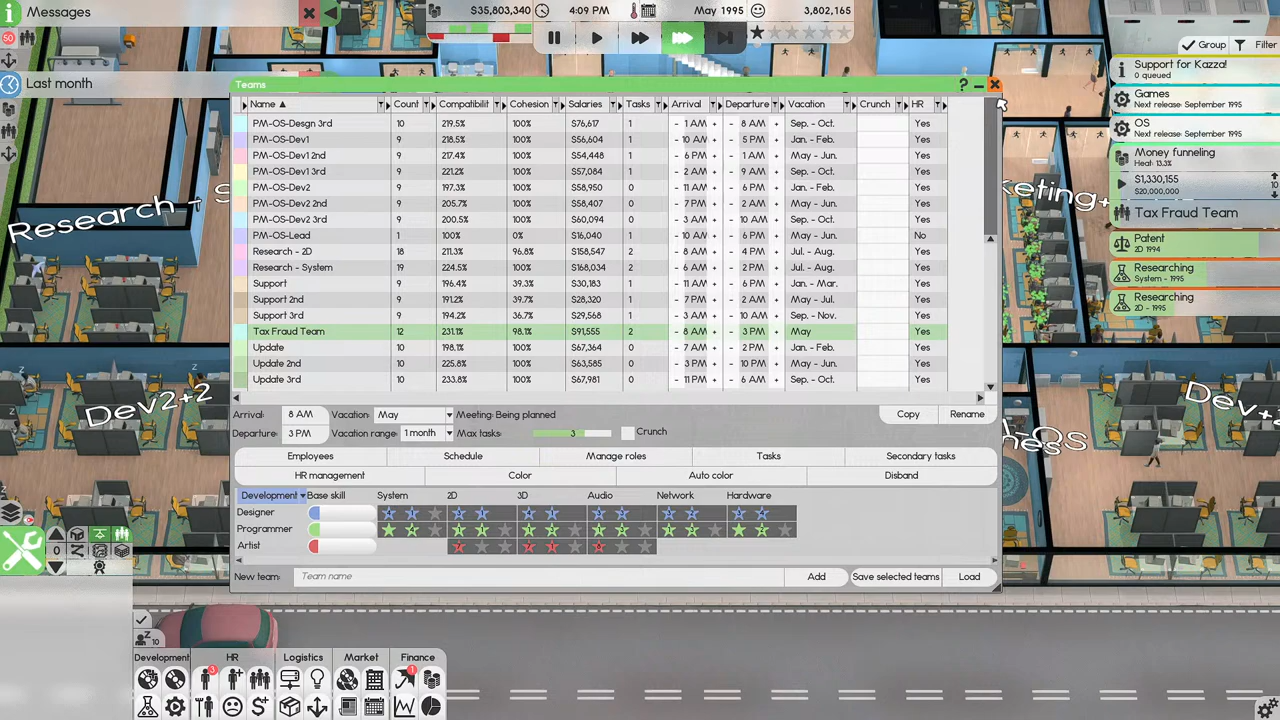 Messages
$35,803,340 4:09 PM May 1995 3,802,165
50
Last month
Group Filter
Support for Kazza!
0 queued
Games
Next release: September 1995
OS
Next release: September 1995
Money funneling
Heat: 13.3%
$1,330,155
$20,000,000
10
Tax Fraud Team
Patent
2D 1994
Researching
System - 1995
Researching
2D - 1995
Teams
Name Count Compatibilit Cohesion Salaries Tasks Arrival Departure Vacation Crunch HR
PM-OS-Desgn 3rd 10 219.5% 100% $76,617 1 - 1 AM + - 8 AM + Sep. - Oct. Yes
PM-OS-Dev1 9 218.5% 100% $56,604 1 - 10 AM + - 5 PM + Jan. - Feb. Yes
PM-OS-Dev1 2nd 9 217.4% 100% $54,448 1 - 6 PM + - 1 AM + May - Jun. Yes
PM-OS-Dev1 3rd 9 221.2% 100% $57,084 1 - 2 AM + - 9 AM + Sep. - Oct. Yes
PM-OS-Dev2 9 197.3% 100% $58,950 0 - 11 AM + - 6 PM + Jan. - Feb. Yes
PM-OS-Dev2 2nd 9 205.7% 100% $58,407 0 - 7 PM + - 2 AM + May - Jun. Yes
PM-OS-Dev2 3rd 9 200.5% 100% $60,094 0 - 3 AM + - 10 AM + Sep. - Oct. Yes
PM-OS-Lead 1 100% 0% $16,040 1 - 10 AM + - 6 PM + May - Jun. No
Research - 2D 18 211.3% 96.8% $158,547 2 - 8 AM + - 4 PM + Jul. - Aug. Yes
Research - System 19 224.5% 100% $168,034 2 - 6 AM + - 2 PM + Jul. - Aug. Yes
Support 9 196.4% 39.3% $30,183 1 - 11 AM + - 6 PM + Jan. - Mar. Yes
Support 2nd 9 191.2% 39.7% $28,320 1 - 7 PM + - 2 AM + May - Jul. Yes
Support 3rd 9 36.7% $29,568 1 - 3 AM + - 10 AM + Sep. - Nov. Yes
Tax Fraud Team 12 231.1% 98.1% $91,555 2 - 8 AM + - 3 PM + May Yes
Update 10 198.1% 100% $67,364 0 - 7 AM + - 2 PM + Jan. - Feb. Yes
Update 2nd 10 225.8% 100% $63,585 0 - 3 PM + - 10 PM + May - Jun. Yes
Update 3rd 10 233.8% 100% $67,981 0 - 11 PM + - 6 AM + Sep. - Oct. Yes
Arrival: 8 AM Vacation: May Meeting: Being planned Copy Rename
Departure: 3 PM Vacation range: 1 month Max tasks: 3 Crunch
Employees Schedule Manage roles Tasks Secondary tasks
HR management Color Auto color Disband
Development Base skill System 2D 3D Audio Network Hardware
Designer
Programmer
Artist
New team: Team name Add Save selected teams Load
Research - S
Dev2+2
0
10
Development HR Logistics Market Finance
3 1